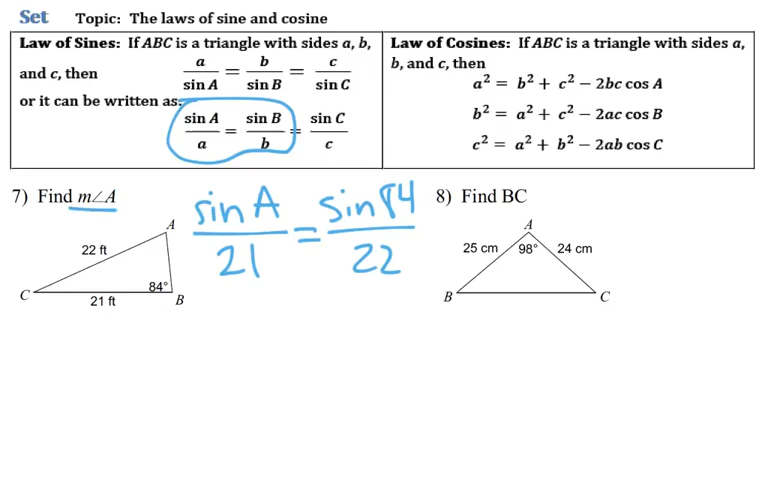 Set Topic: The laws of sine and cosine
Law of Sines: If ABC is a triangle with sides a, b,
and c, then a/sin A = b/sin B = c/sin C
or it can be written as:
sin A/a = sin B/b = sin C/c
Law of Cosines: If ABC is a triangle with sides a,
b, and c, then
a² = b² + c² − 2bc cos A
b² = a² + c² − 2ac cos B
c² = a² + b² − 2ab cos C
7) Find m∠A
sin A/21 = sin 84/22
A
22 ft
84°
C
21 ft
B
8) Find BC
A
25 cm
98°
24 cm
B
C